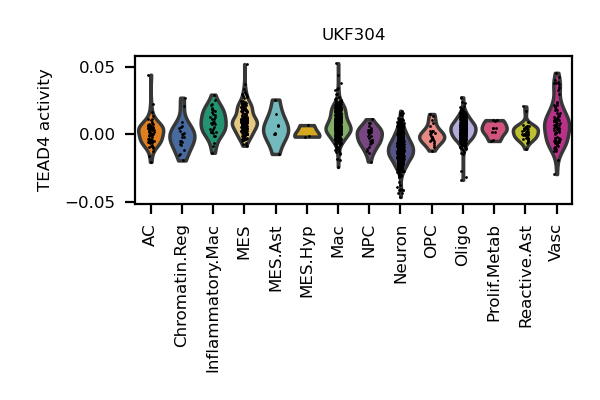 UKF304
TEAD4 activity
0.05
0.00
−0.05
AC
Chromatin.Reg
Inflammatory.Mac
MES
MES.Ast
MES.Hyp
Mac
NPC
Neuron
OPC
Oligo
Prolif.Metab
Reactive.Ast
Vasc